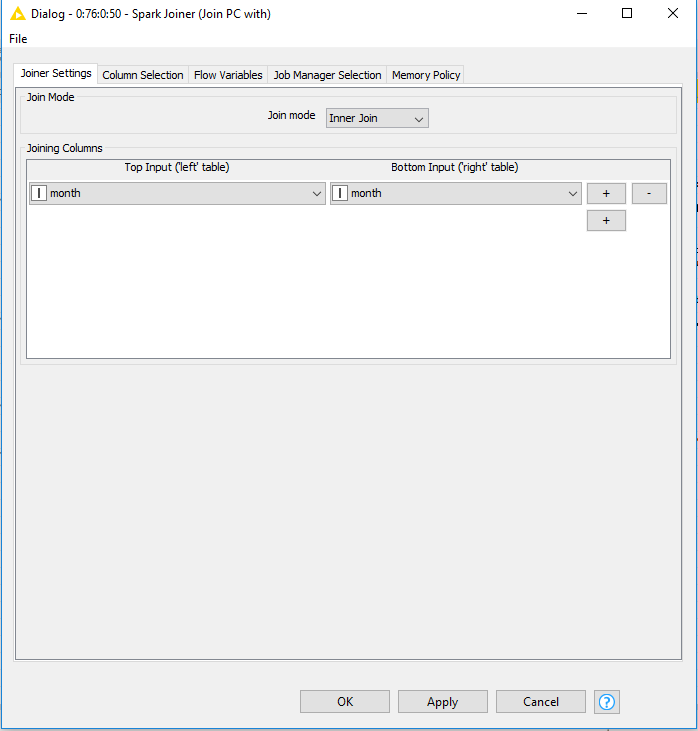 Dialog - 0:76:0:50 - Spark Joiner (Join PC with)
File
Joiner Settings Column Selection Flow Variables Job Manager Selection Memory Policy
Join Mode
Join mode Inner Join
Joining Columns
Top Input ('left' table) Bottom Input ('right' table)
I month I month + -
+
OK Apply Cancel ?